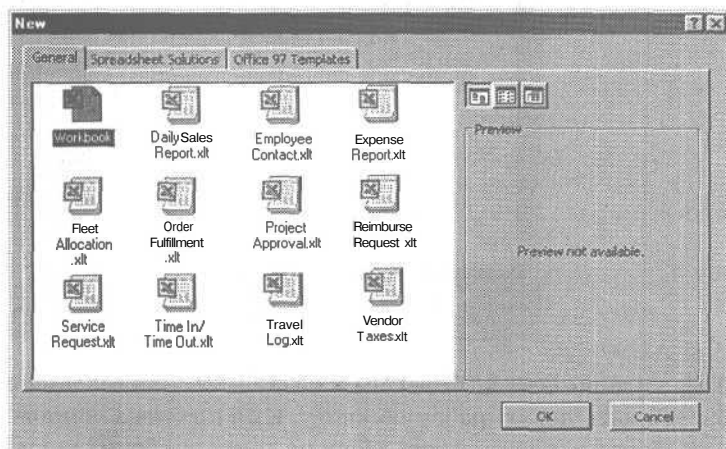 New
General Spreadsheet Solutions Office 97 Templates
Workbook
Daily Sales
Report.xlt
Employee
Contact.xlt
Expense
Report.xlt
Preview
Fleet
Allocation
.xlt
Order
Fulfillment
.xlt
Project
Approval.xlt
Reimburse
Request xlt
Preview not available.
Service
Request.xlt
Time In/
Time Out.xlt
Travel
Log.xlt
Vendor
Taxes.xlt
OK Cancel